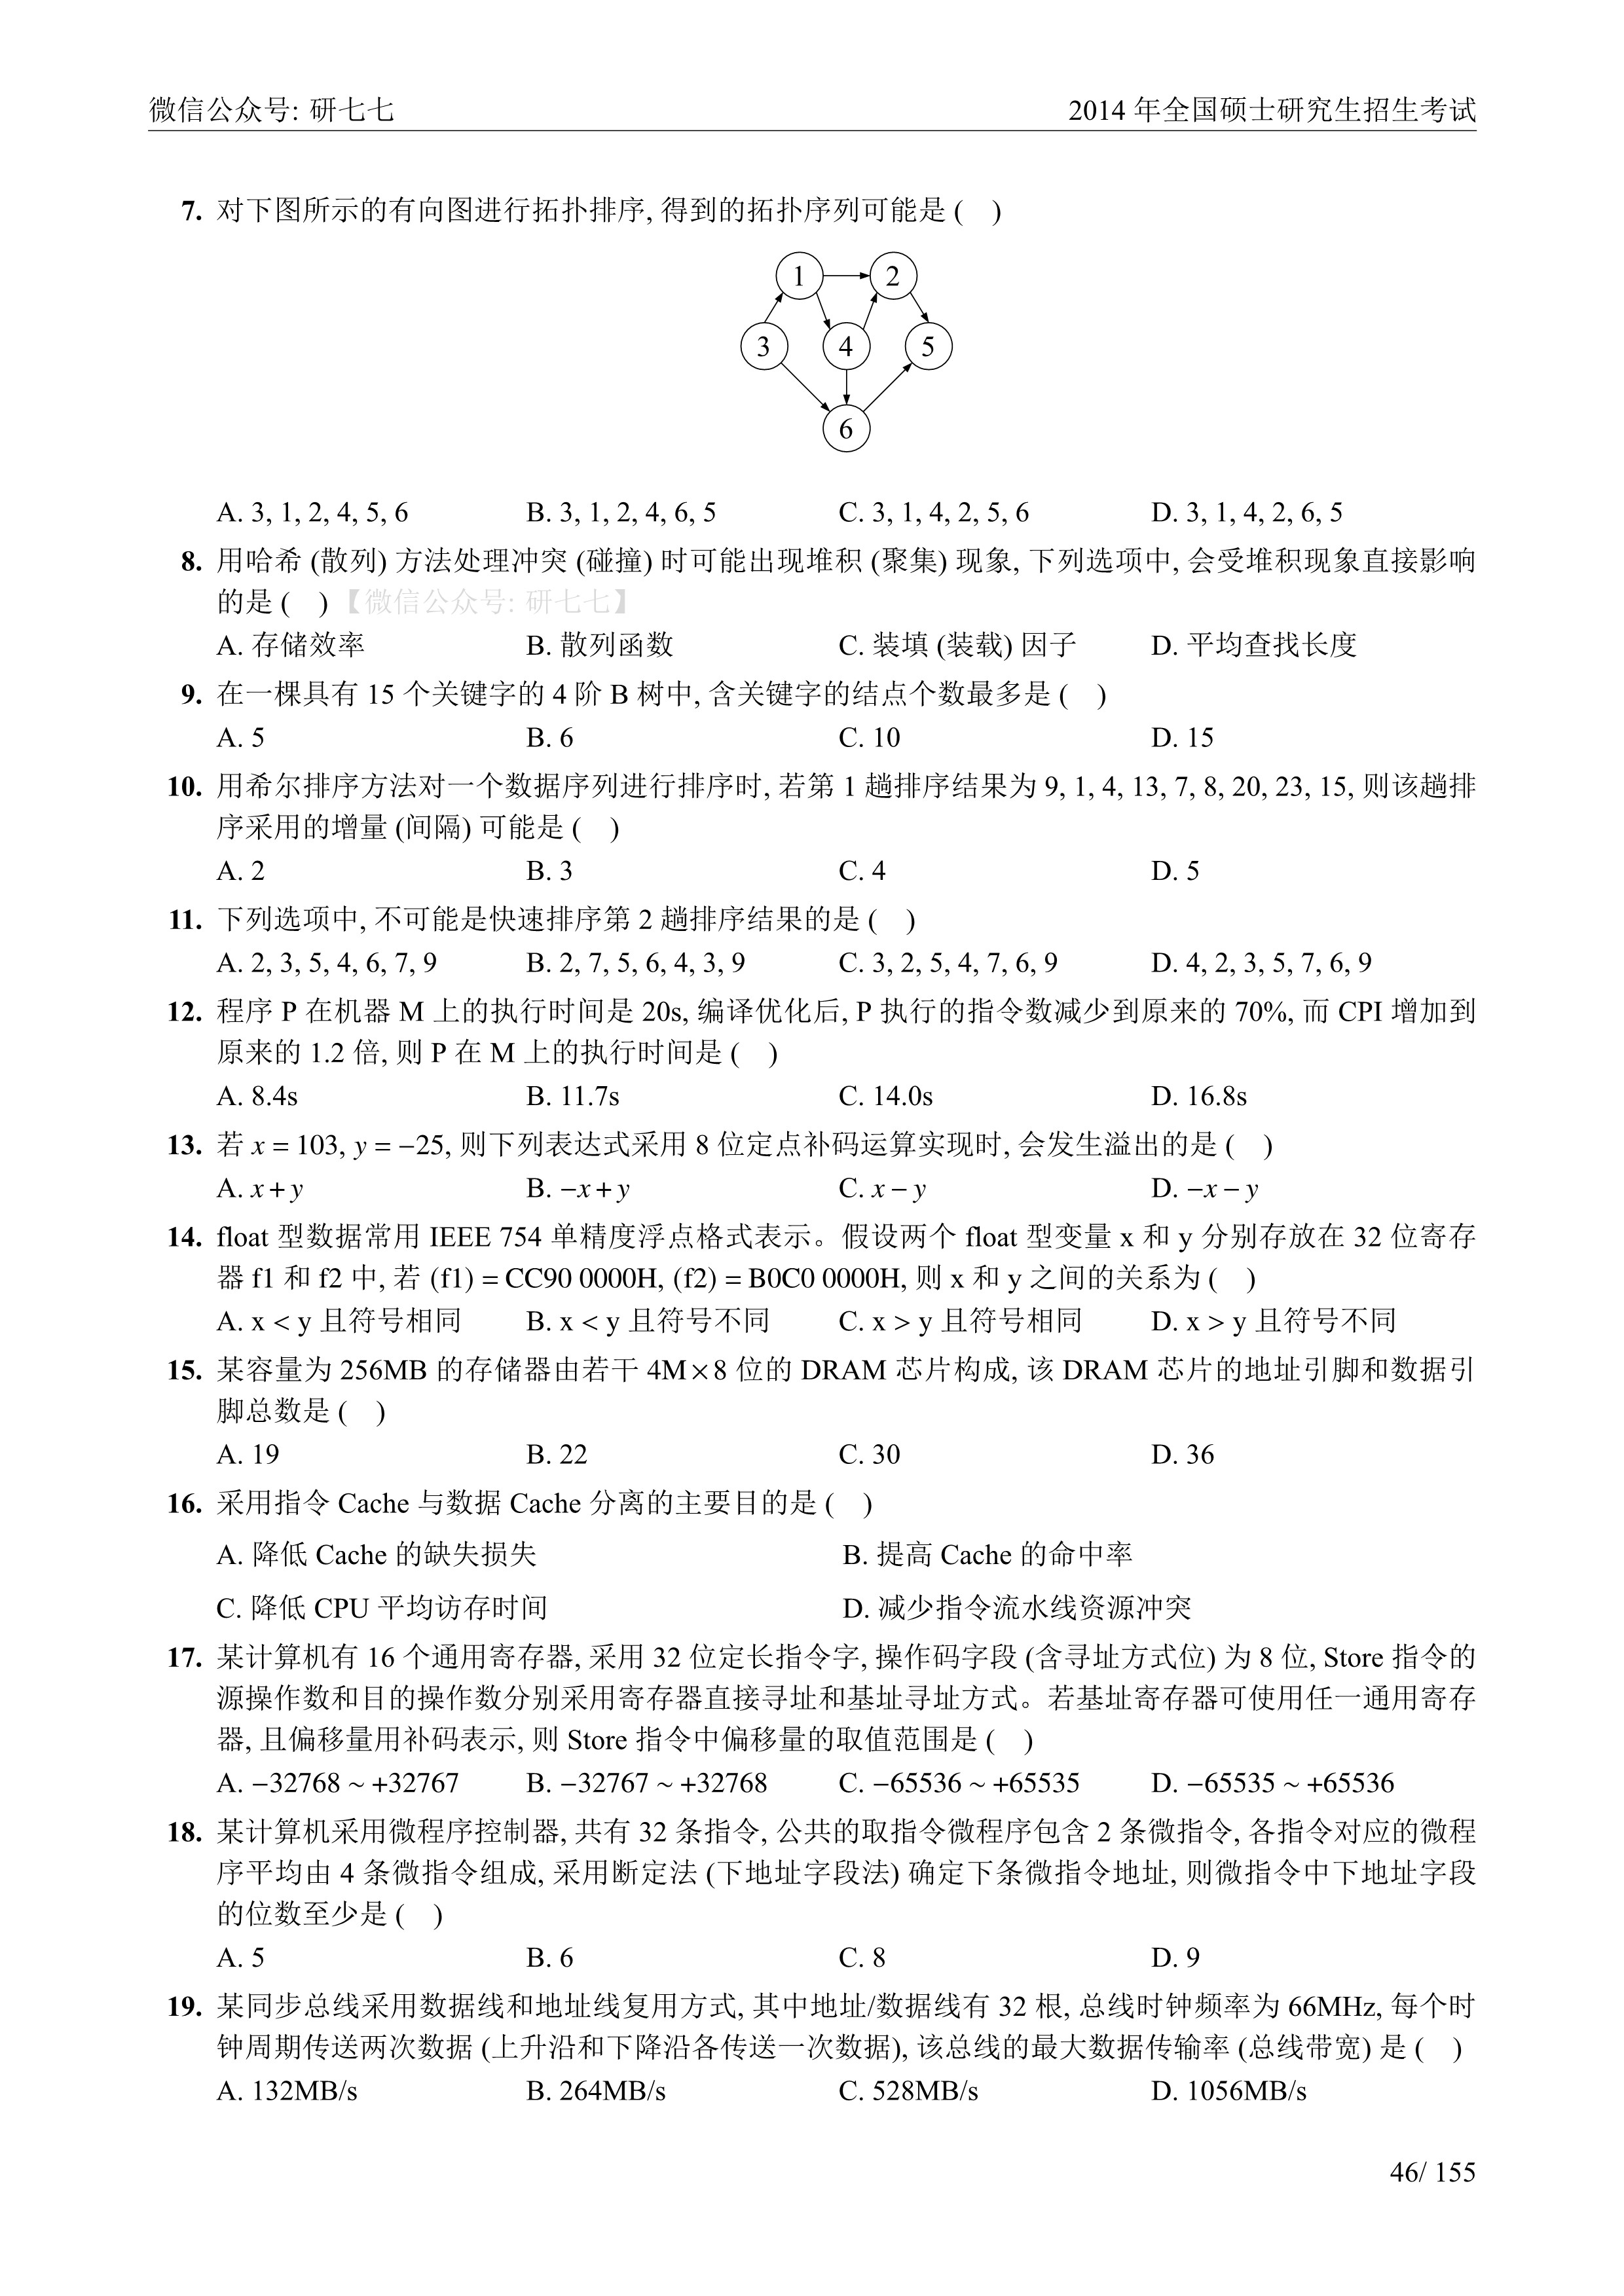 微信公众号: 研七七
2014 年全国硕士研究生招生考试
7. 对下图所示的有向图进行拓扑排序, 得到的拓扑序列可能是 ( )
1 2
3 4 5
6
A. 3, 1, 2, 4, 5, 6 B. 3, 1, 2, 4, 6, 5 C. 3, 1, 4, 2, 5, 6 D. 3, 1, 4, 2, 6, 5
8. 用哈希 (散列) 方法处理冲突 (碰撞) 时可能出现堆积 (聚集) 现象, 下列选项中, 会受堆积现象直接影响
的是 ( ) 【微信公众号: 研七七】
A. 存储效率 B. 散列函数 C. 装填 (装载) 因子 D. 平均查找长度
9. 在一棵具有 15 个关键字的 4 阶 B 树中, 含关键字的结点个数最多是 ( )
A. 5 B. 6 C. 10 D. 15
10. 用希尔排序方法对一个数据序列进行排序时, 若第 1 趟排序结果为 9, 1, 4, 13, 7, 8, 20, 23, 15, 则该趟排
序采用的增量 (间隔) 可能是 ( )
A. 2 B. 3 C. 4 D. 5
11. 下列选项中, 不可能是快速排序第 2 趟排序结果的是 ( )
A. 2, 3, 5, 4, 6, 7, 9 B. 2, 7, 5, 6, 4, 3, 9 C. 3, 2, 5, 4, 7, 6, 9 D. 4, 2, 3, 5, 7, 6, 9
12. 程序 P 在机器 M 上的执行时间是 20s, 编译优化后, P 执行的指令数减少到原来的 70%, 而 CPI 增加到
原来的 1.2 倍, 则 P 在 M 上的执行时间是 ( )
A. 8.4s B. 11.7s C. 14.0s D. 16.8s
13. 若 x = 103, y = −25, 则下列表达式采用 8 位定点补码运算实现时, 会发生溢出的是 ( )
A. x + y B. −x + y C. x − y D. −x − y
14. float 型数据常用 IEEE 754 单精度浮点格式表示。假设两个 float 型变量 x 和 y 分别存放在 32 位寄存
器 f1 和 f2 中, 若 (f1) = CC90 0000H, (f2) = B0C0 0000H, 则 x 和 y 之间的关系为 ( )
A. x < y 且符号相同 B. x < y 且符号不同 C. x > y 且符号相同 D. x > y 且符号不同
15. 某容量为 256MB 的存储器由若干 4M×8 位的 DRAM 芯片构成, 该 DRAM 芯片的地址引脚和数据引
脚总数是 ( )
A. 19 B. 22 C. 30 D. 36
16. 采用指令 Cache 与数据 Cache 分离的主要目的是 ( )
A. 降低 Cache 的缺失损失 B. 提高 Cache 的命中率
C. 降低 CPU 平均访存时间 D. 减少指令流水线资源冲突
17. 某计算机有 16 个通用寄存器, 采用 32 位定长指令字, 操作码字段 (含寻址方式位) 为 8 位, Store 指令的
源操作数和目的操作数分别采用寄存器直接寻址和基址寻址方式。若基址寄存器可使用任一通用寄存
器, 且偏移量用补码表示, 则 Store 指令中偏移量的取值范围是 ( )
A. −32768 ~ +32767 B. −32767 ~ +32768 C. −65536 ~ +65535 D. −65535 ~ +65536
18. 某计算机采用微程序控制器, 共有 32 条指令, 公共的取指令微程序包含 2 条微指令, 各指令对应的微程
序平均由 4 条微指令组成, 采用断定法 (下地址字段法) 确定下条微指令地址, 则微指令中下地址字段
的位数至少是 ( )
A. 5 B. 6 C. 8 D. 9
19. 某同步总线采用数据线和地址线复用方式, 其中地址/数据线有 32 根, 总线时钟频率为 66MHz, 每个时
钟周期传送两次数据 (上升沿和下降沿各传送一次数据), 该总线的最大数据传输率 (总线带宽) 是 ( )
A. 132MB/s B. 264MB/s C. 528MB/s D. 1056MB/s
46/ 155